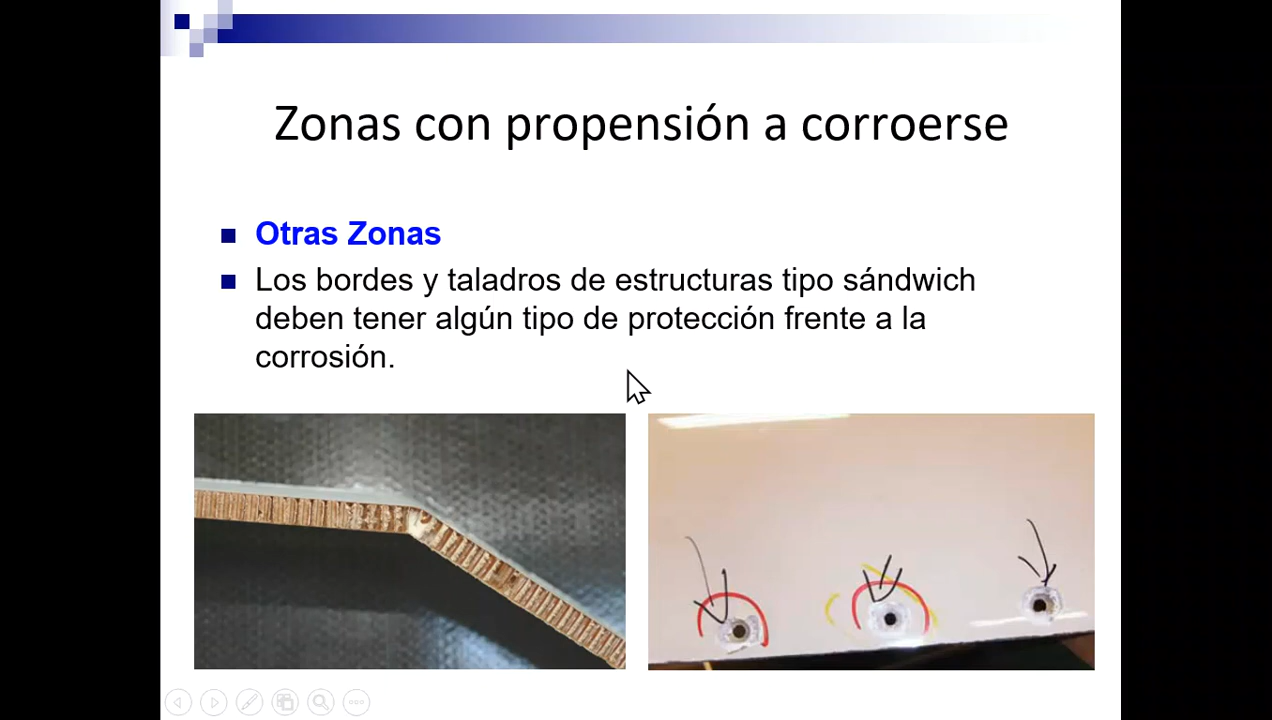 Zonas con propensión a corroerse
Otras Zonas
Los bordes y taladros de estructuras tipo sándwich
deben tener algún tipo de protección frente a la
corrosión.